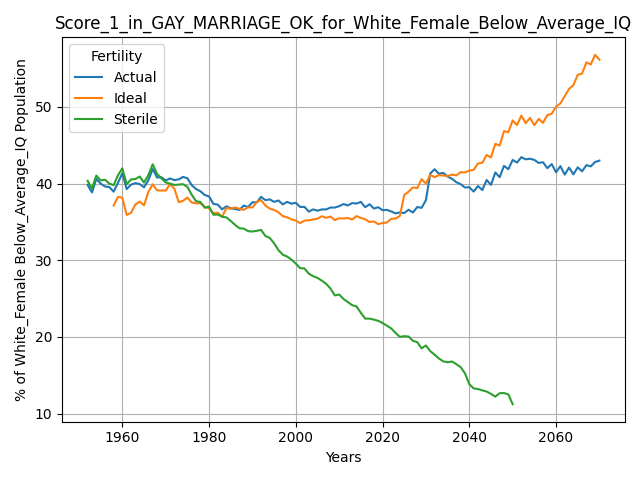 Score_1_in_GAY_MARRIAGE_OK_for_White_Female_Below_Average_IQ
Fertility
Actual
Ideal
Sterile
% of White_Female Below_Average_IQ Population
50
40
30
20
10
1960 1980 2000 2020 2040 2060
Years